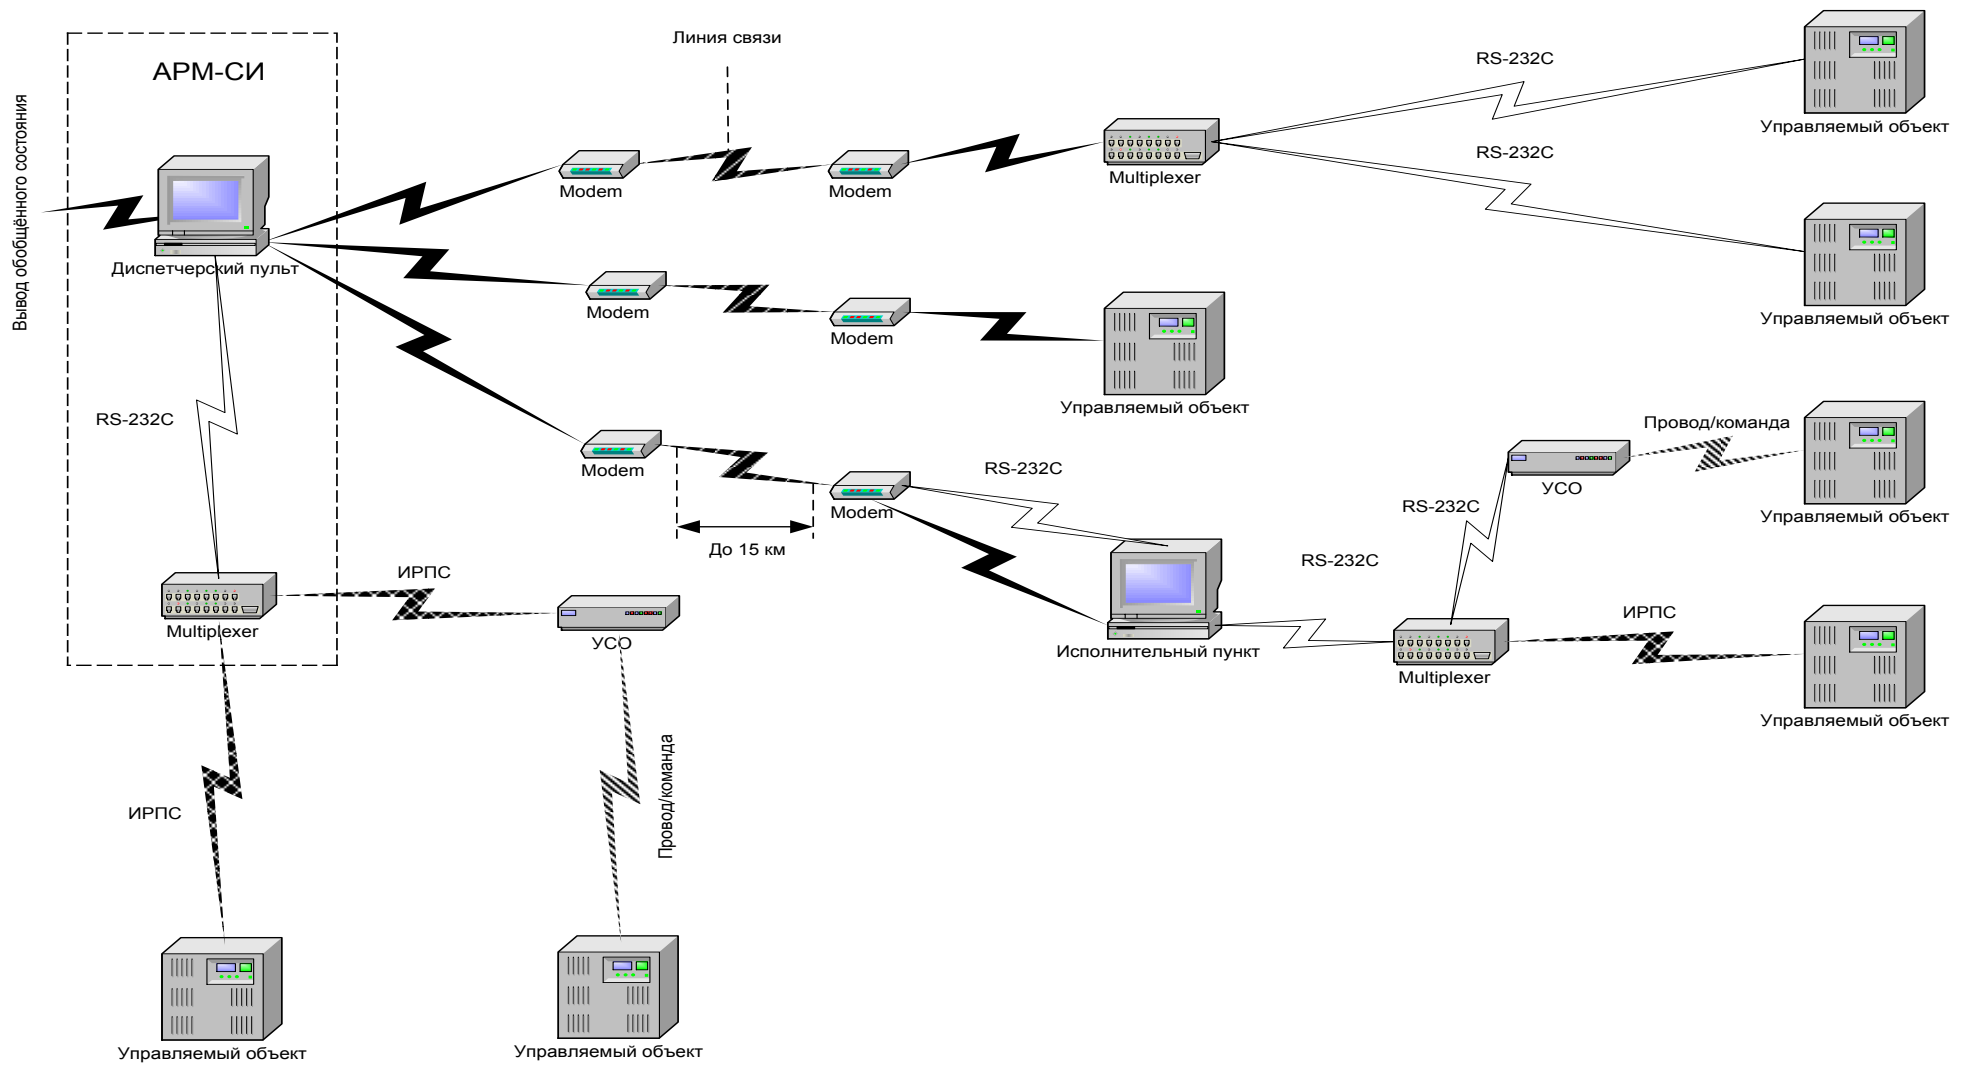 Линия связи
АРМ-СИ
RS-232C
Управляемый объект
Вывод обобщённого состояния
Modem
Modem
Multiplexer
RS-232C
Диспетчерский пульт
Modem
Modem
Управляемый объект
Управляемый объект
RS-232C
Modem
RS-232C
Modem
До 15 км
Провод/команда
УСО
RS-232C
Управляемый объект
RS-232C
ИРПС
Multiplexer
УСО
Исполнительный пункт
Multiplexer
ИРПС
Управляемый объект
ИРПС
Провод/команда
Управляемый объект
Управляемый объект